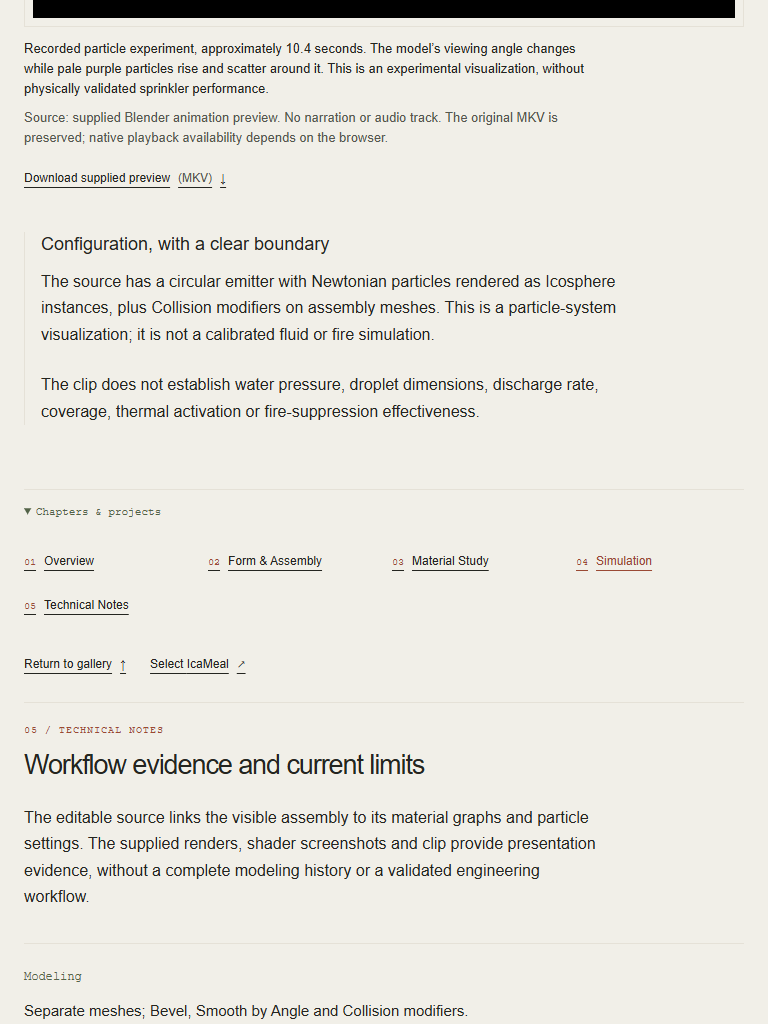 Recorded particle experiment, approximately 10.4 seconds. The model's viewing angle changes
while pale purple particles rise and scatter around it. This is an experimental visualization, without
physically validated sprinkler performance.
Source: supplied Blender animation preview. No narration or audio track. The original MKV is
preserved; native playback availability depends on the browser.
Download supplied preview (MKV) ↓
Configuration, with a clear boundary
The source has a circular emitter with Newtonian particles rendered as Icosphere
instances, plus Collision modifiers on assembly meshes. This is a particle-system
visualization; it is not a calibrated fluid or fire simulation.
The clip does not establish water pressure, droplet dimensions, discharge rate,
coverage, thermal activation or fire-suppression effectiveness.
▼ Chapters & projects
01 Overview 02 Form & Assembly 03 Material Study 04 Simulation
05 Technical Notes
Return to gallery ↑ Select IcaMeal ↗
05 / TECHNICAL NOTES
Workflow evidence and current limits
The editable source links the visible assembly to its material graphs and particle
settings. The supplied renders, shader screenshots and clip provide presentation
evidence, without a complete modeling history or a validated engineering
workflow.
Modeling
Separate meshes; Bevel, Smooth by Angle and Collision modifiers.